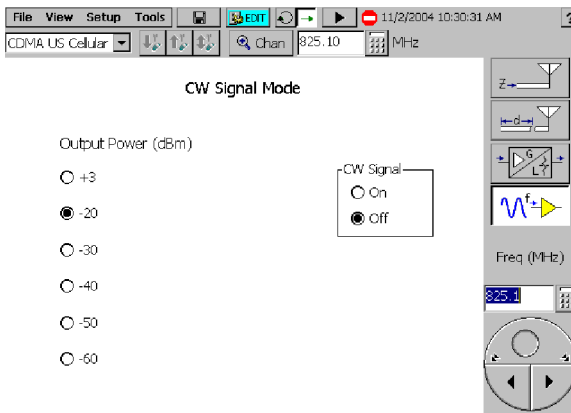 File View Setup Tools EDIT 11/2/2004 10:30:31 AM ?
CDMA US Cellular Chan 825.10 MHz
CW Signal Mode
Output Power (dBm)
+3
-20
-30
-40
-50
-60
CW Signal
On
Off
Z
d
G
L
f
Freq (MHz)
825.1